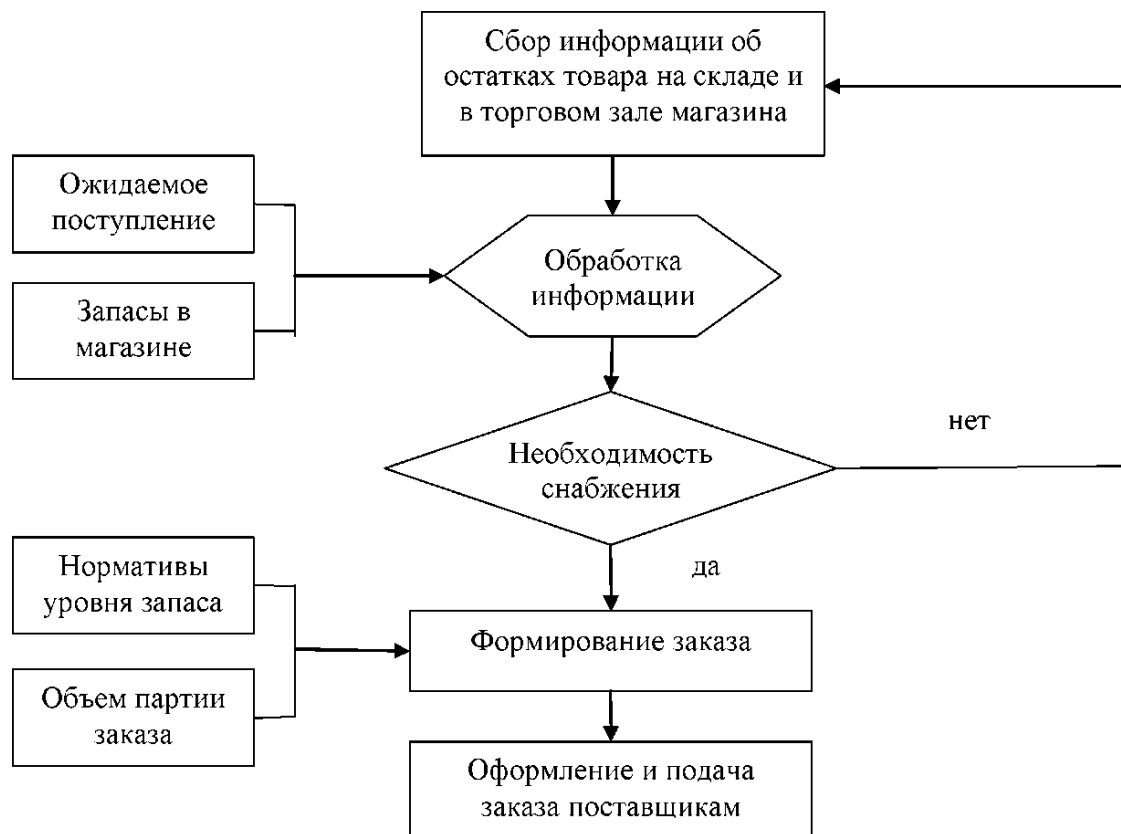 Сбор информации об
остатках товара на складе и
в торговом зале магазина
Ожидаемое
поступление
Запасы в
магазине
Обработка
информации
Необходимость
снабжения
нет
да
Нормативы
уровня запаса
Объем партии
заказа
Формирование заказа
Оформление и подача
заказа поставщикам